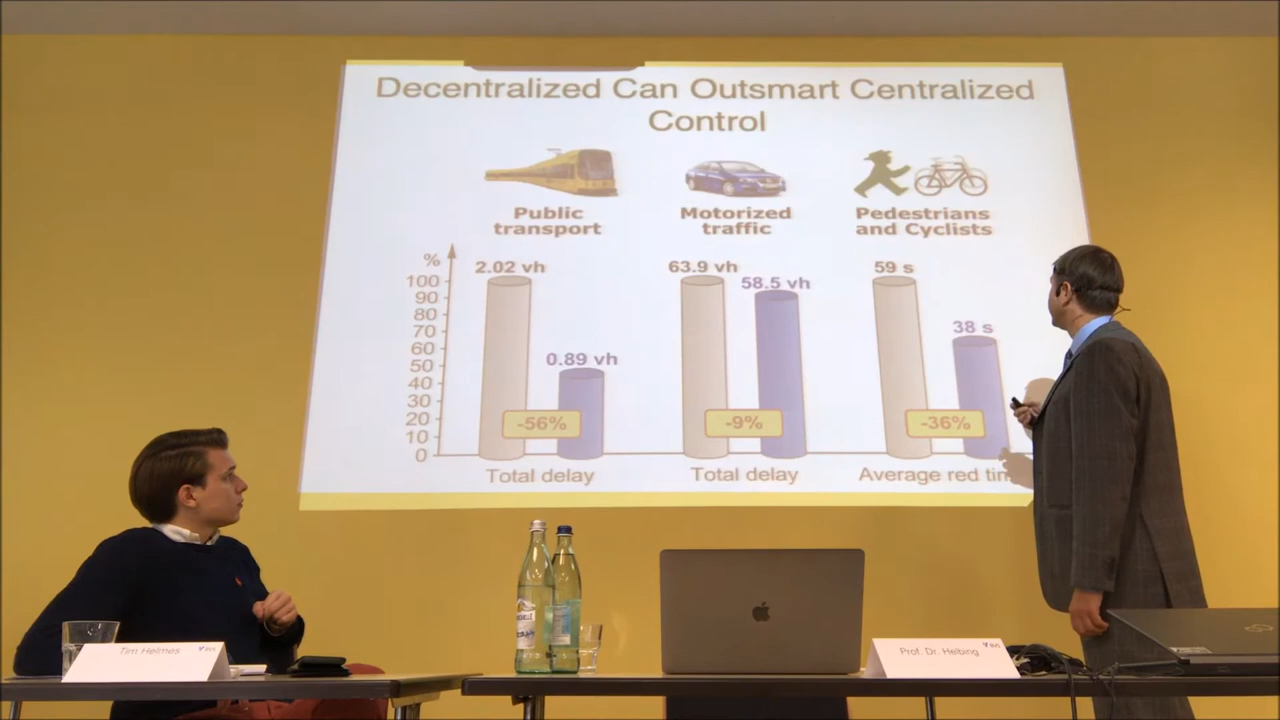 Decentralized Can Outsmart Centralized
Control
Public
transport
Motorized
traffic
Pedestrians
and Cyclists
%
100
90
80
70
60
50
40
30
20
10
0
2.02 vh
0.89 vh
-56%
Total delay
63.9 vh
58.5 vh
-9%
Total delay
59 s
38 s
-36%
Average red
Tim Helmes
Prof. Dr. Helbing